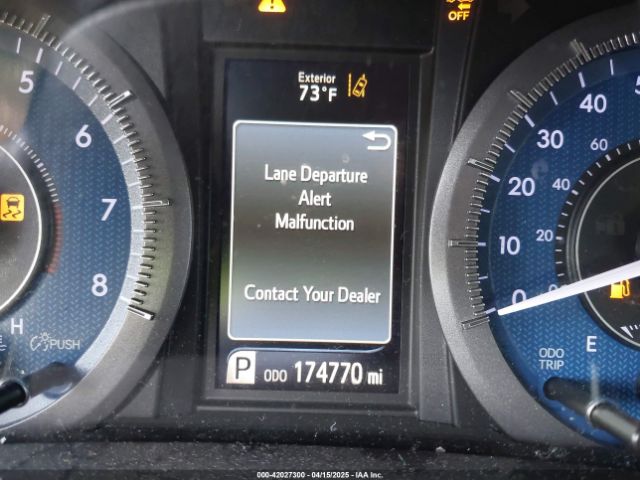 OFF
Exterior
73°F
5
6
7
8
H
PUSH
Lane Departure
Alert
Malfunction
Contact Your Dealer
P ODO 174770 mi
40
30
20
10
0
60
40
20
ODO
TRIP
E
000-42027300 - 04/15/2025 - IAA Inc.